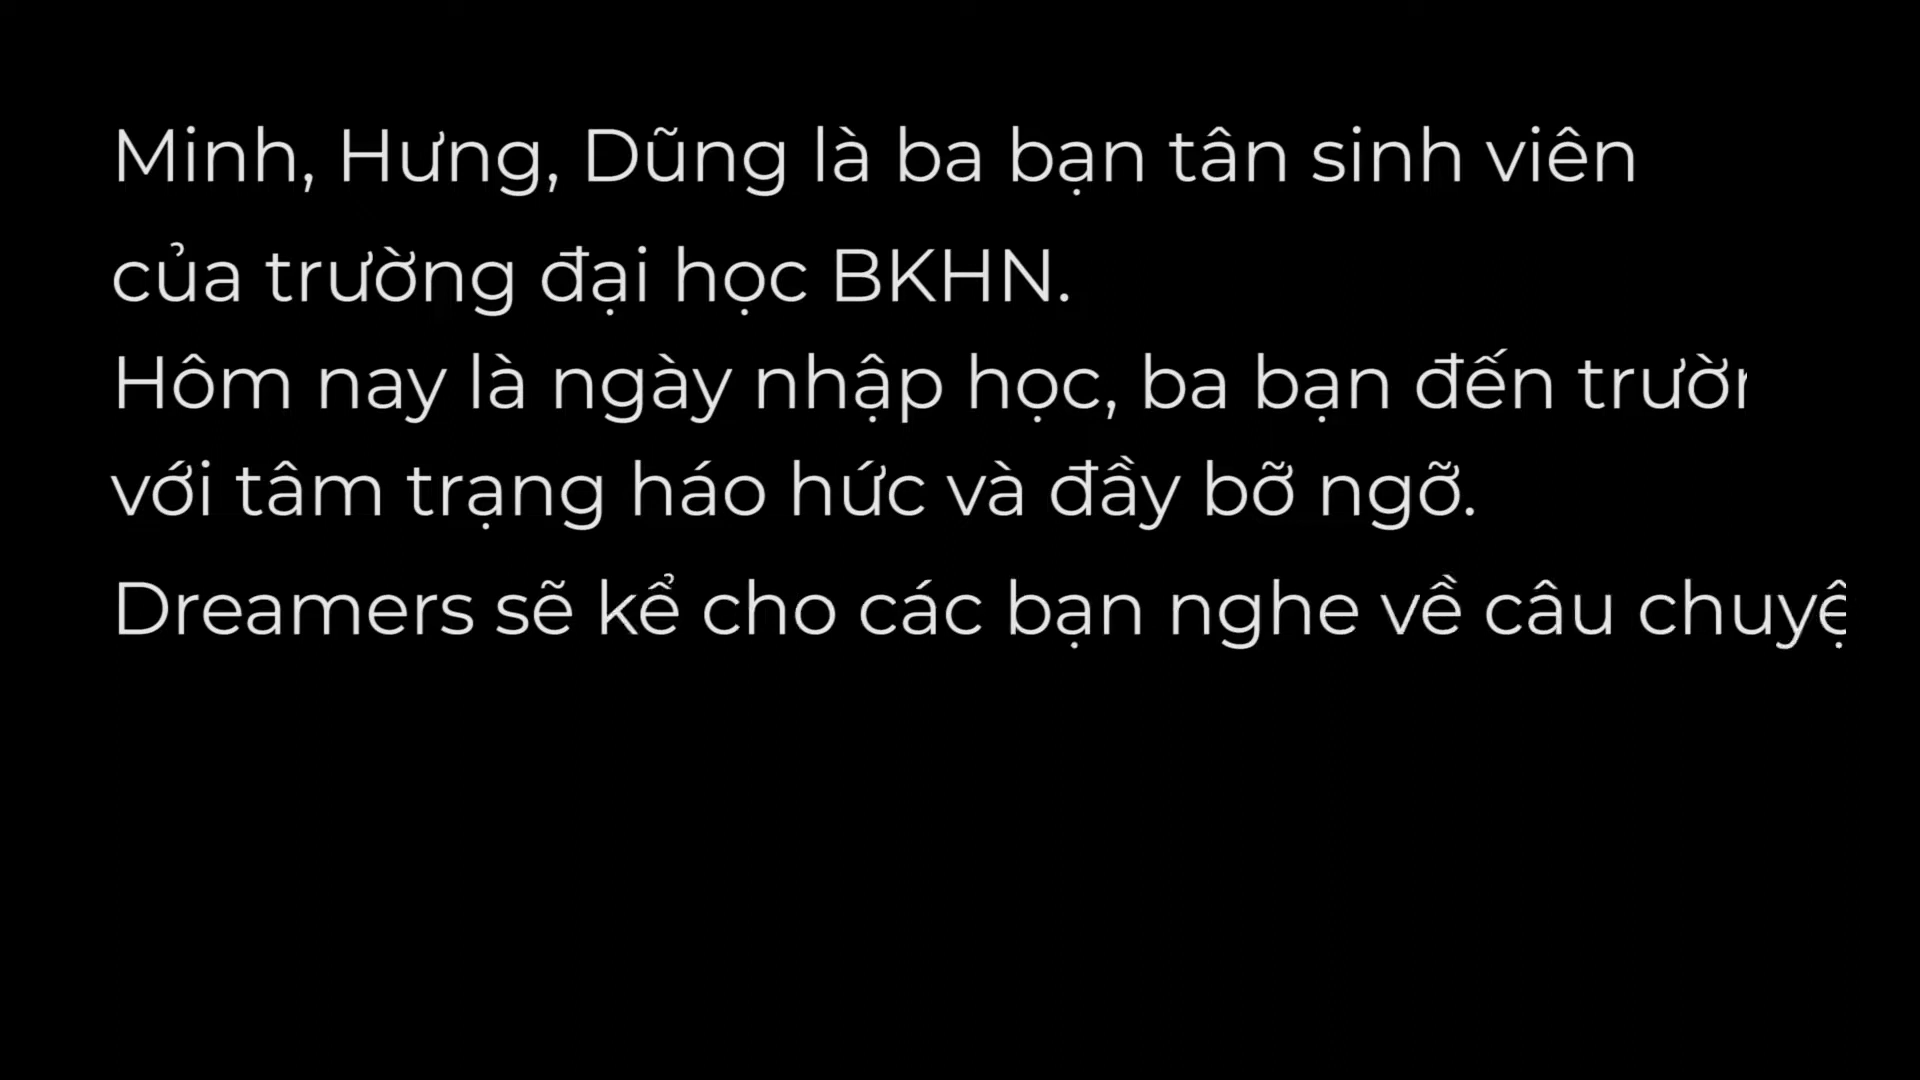 Minh, Hưng, Dũng là ba bạn tân sinh viên
của trường đại học BKHN.
Hôm nay là ngày nhập học, ba bạn đến trườn
với tâm trạng háo hức và đầy bỡ ngỡ.
Dreamers sẽ kể cho các bạn nghe về câu chuyệ